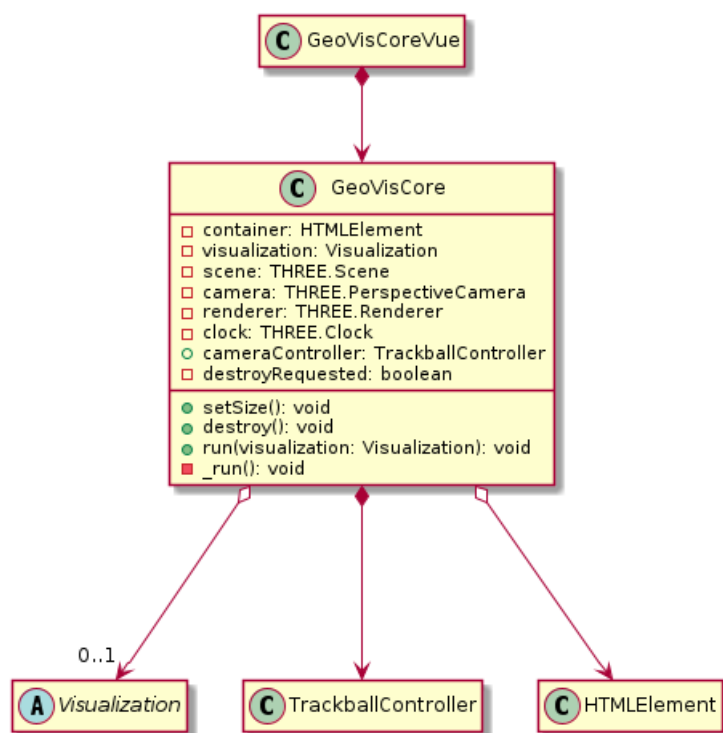 C GeoVisCoreVue
C GeoVisCore
container: HTMLElement
visualization: Visualization
scene: THREE.Scene
camera: THREE.PerspectiveCamera
renderer: THREE.Renderer
clock: THREE.Clock
cameraController: TrackballController
destroyRequested: boolean
setSize(): void
destroy(): void
run(visualization: Visualization): void
_run(): void
0..1
A Visualization
C TrackballController
C HTMLElement